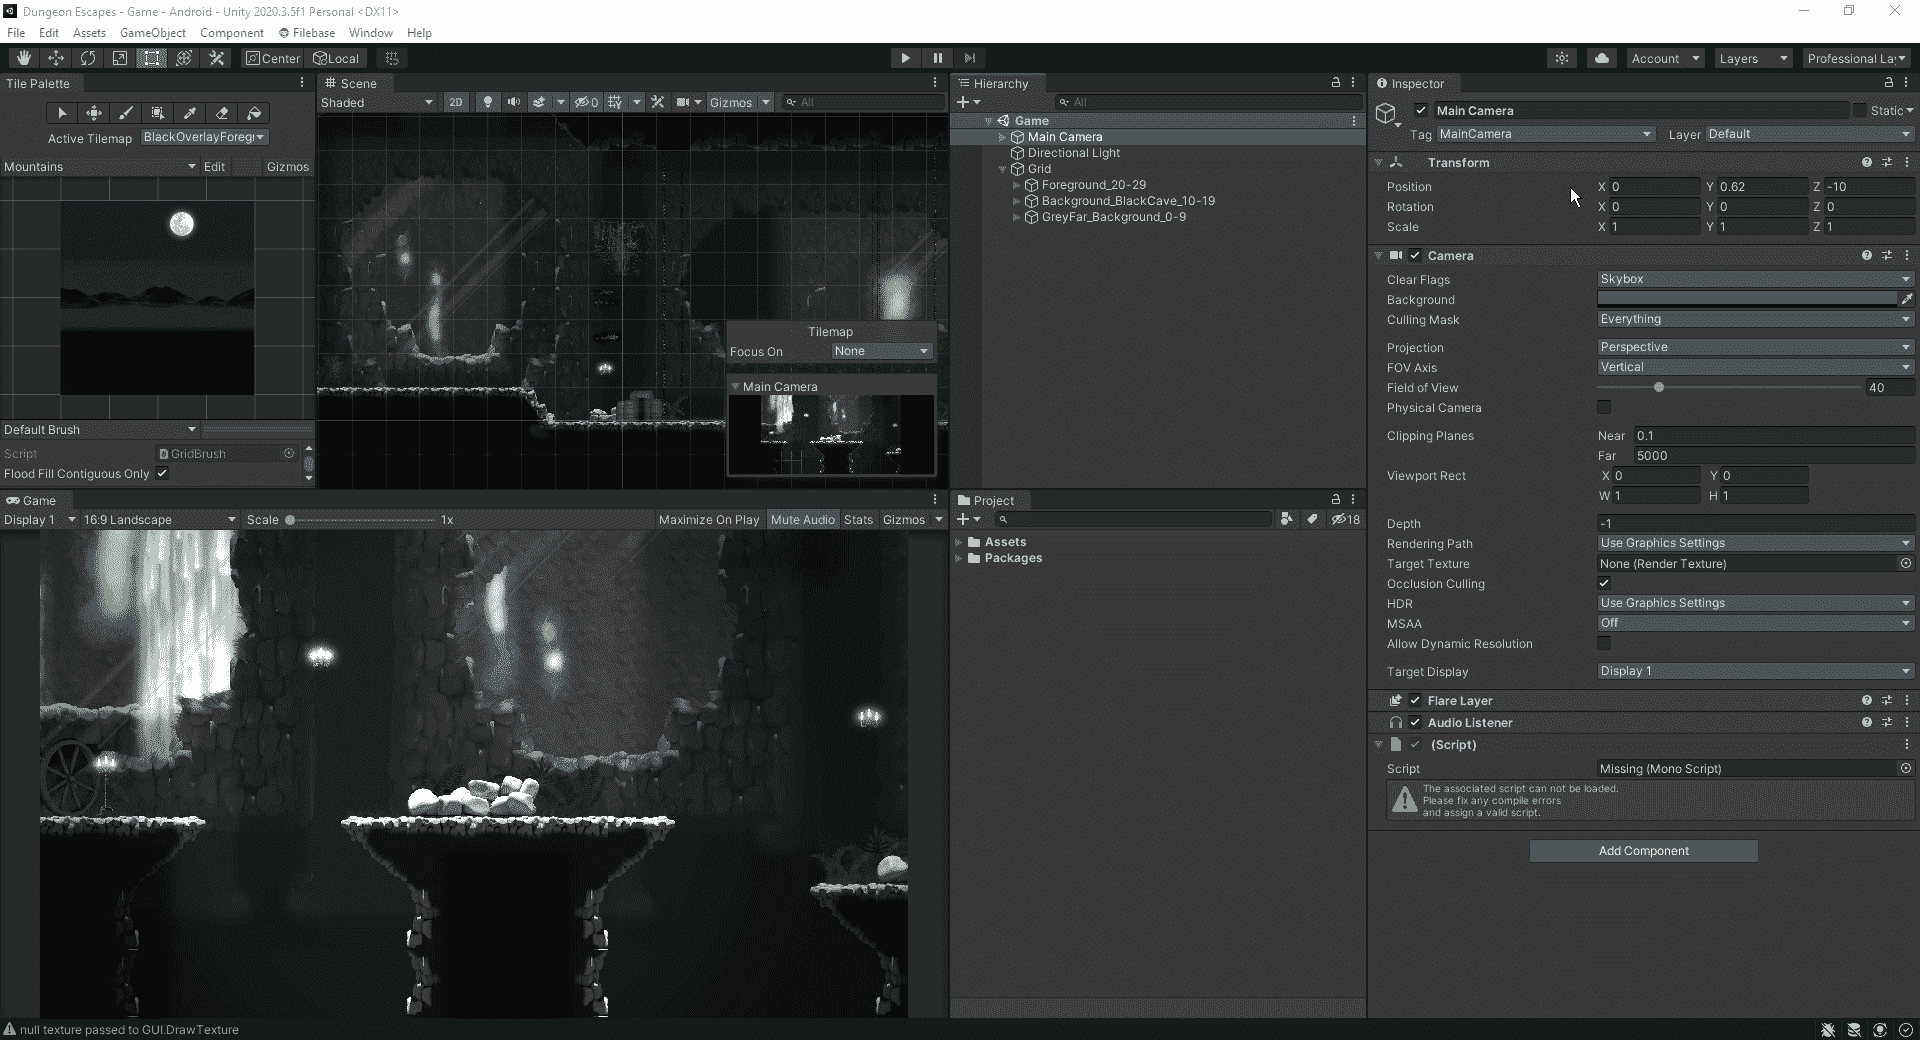 Dungeon Escapes - Game - Android - Unity 2020.3.5f1 Personal <DX11>
File Edit Assets GameObject Component Filebase Window Help
Center Local Account Layers Professional La
Tile Palette
Active Tilemap BlackOverlayForegr
Mountains Edit Gizmos
Default Brush
Script GridBrush
Flood Fill Contiguous Only
Scene
Shaded 2D 0 Gizmos All
Tilemap
Focus On None
Main Camera
Game
Display 1 16:9 Landscape Scale 1x Maximize On Play Mute Audio Stats Gizmos
Hierarchy
All
Game
Main Camera
Directional Light
Grid
Foreground_20-29
Background_BlackCave_10-19
GreyFar_Background_0-9
Project
18
Assets
Packages
Inspector
Main Camera Static
Tag MainCamera Layer Default
Transform
Position X 0 Y 0.62 Z -10
Rotation X 0 Y 0 Z 0
Scale X 1 Y 1 Z 1
Camera
Clear Flags Skybox
Background
Culling Mask Everything
Projection Perspective
FOV Axis Vertical
Field of View 40
Physical Camera
Clipping Planes Near 0.1
Far 5000
Viewport Rect X 0 Y 0
W 1 H 1
Depth -1
Rendering Path Use Graphics Settings
Target Texture None (Render Texture)
Occlusion Culling
HDR Use Graphics Settings
MSAA Off
Allow Dynamic Resolution
Target Display Display 1
Flare Layer
Audio Listener
(Script)
Script Missing (Mono Script)
The associated script can not be loaded.
Please fix any compile errors
and assign a valid script.
Add Component
null texture passed to GUI.DrawTexture